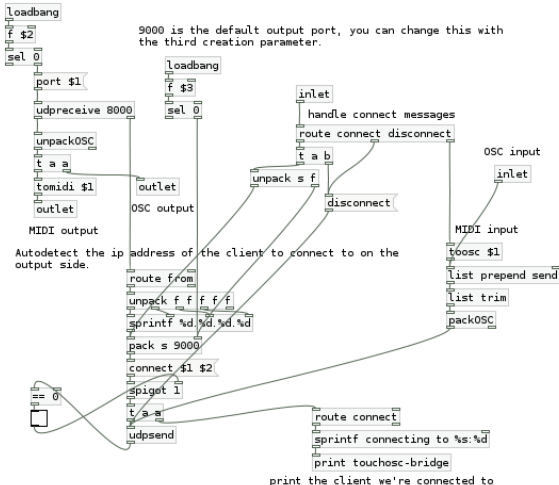 loadbang
f $2
sel 0
port $1
udpreceive 8000
unpackOSC
t a a
tomidi $1
outlet
outlet
MIDI output
OSC output
9000 is the default output port, you can change this with
the third creation parameter.
loadbang
f $3
sel 0
inlet
handle connect messages
route connect disconnect
t a b
unpack s f
disconnect
OSC input
inlet
MIDI input
toosc $1
list prepend send
list trim
packOSC
Autodetect the ip address of the client to connect to on the
output side.
route from
unpack f f f f f
sprintf %d.%d.%d.%d
pack s 9000
connect $1 $2
spigot 1
t a a
udpsend
== 0
route connect
sprintf connecting to %s:%d
print touchosc-bridge
print the client we're connected to